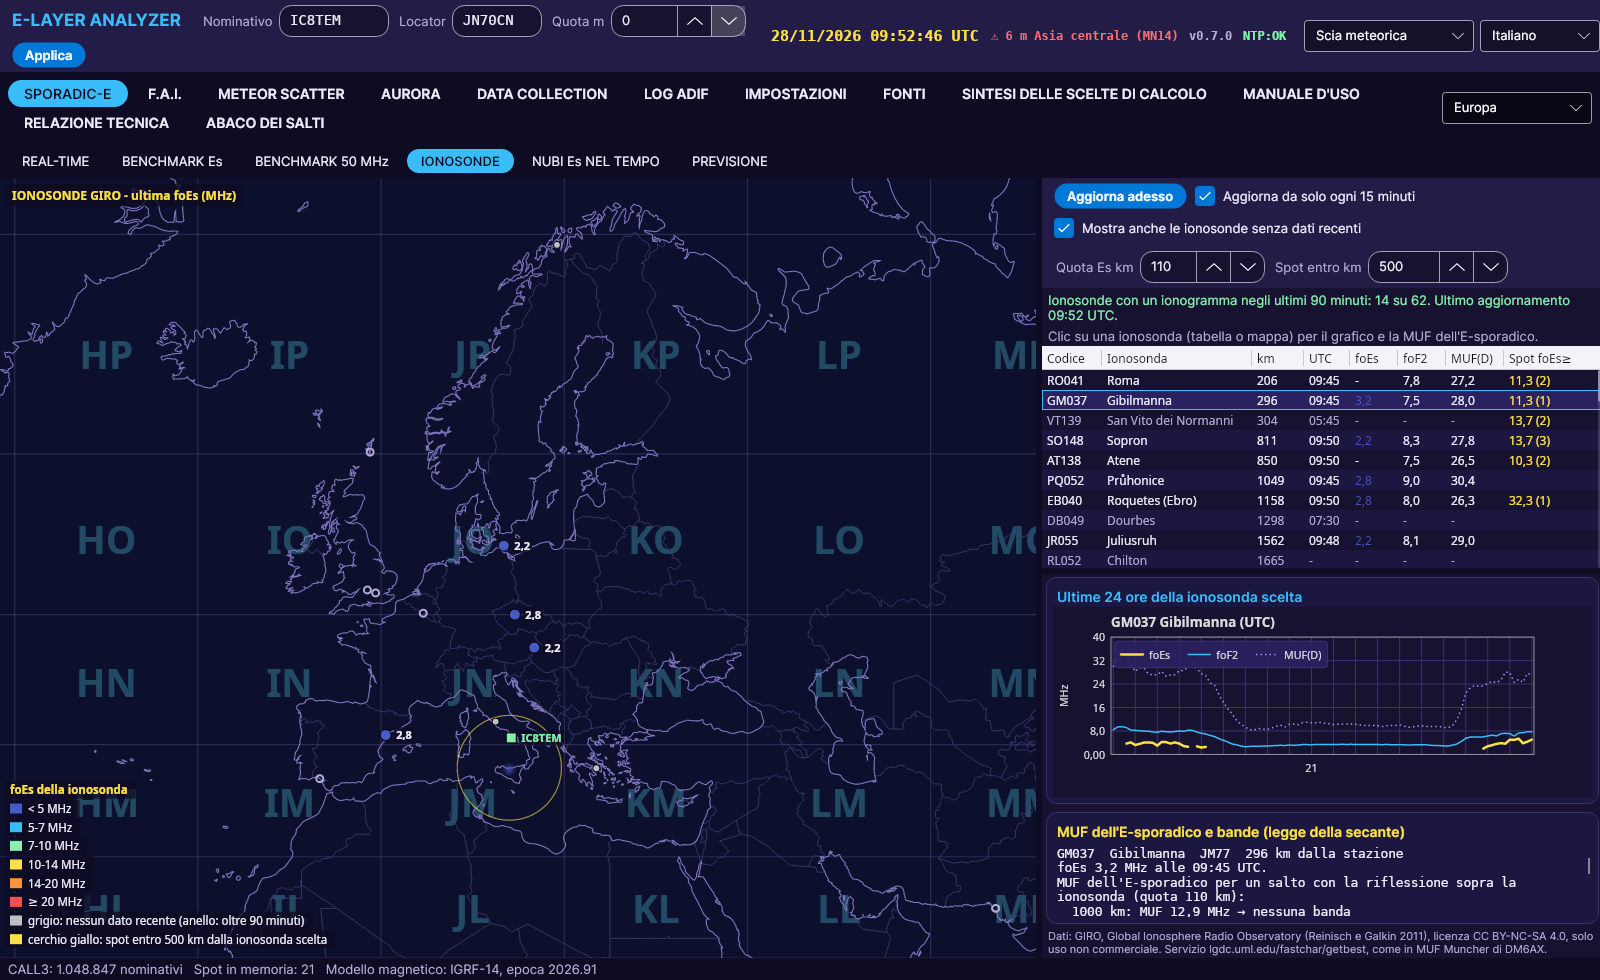 E-LAYER ANALYZER
Nominativo IC8TEM Locator JN70CN Quota m 0
28/11/2026 09:52:46 UTC ⚠ 6 m Asia centrale (MN14) v0.7.0 NTP:OK
Scia meteorica Italiano
Applica
SPORADIC-E F.A.I. METEOR SCATTER AURORA DATA COLLECTION LOG ADIF IMPOSTAZIONI FONTI SINTESI DELLE SCELTE DI CALCOLO MANUALE D'USO
RELAZIONE TECNICA ABACO DEI SALTI
Europa
REAL-TIME BENCHMARK Es BENCHMARK 50 MHz IONOSONDE NUBI Es NEL TEMPO PREVISIONE
IONOSONDE GIRO - ultima foEs (MHz)
HP IP JP KP LP
HO IO JO KO LO
HN IN JN KN LN
HM IM JM KM LM
HL IL JL KL LL
2,2
2,8
2,2
2,8
IC8TEM
foEs della ionosonda
< 5 MHz
5-7 MHz
7-10 MHz
10-14 MHz
14-20 MHz
≥ 20 MHz
grigio: nessun dato recente (anello: oltre 90 minuti)
cerchio giallo: spot entro 500 km dalla ionosonda scelta
Aggiorna adesso Aggiorna da solo ogni 15 minuti
Mostra anche le ionosonde senza dati recenti
Quota Es km 110 Spot entro km 500
Ionosonde con un ionogramma negli ultimi 90 minuti: 14 su 62. Ultimo aggiornamento
09:52 UTC.
Clic su una ionosonda (tabella o mappa) per il grafico e la MUF dell'E-sporadico.
Codice Ionosonda km UTC foEs foF2 MUF(D) Spot foEs≥
RO041 Roma 206 09:45 - 7,8 27,2 11,3 (2)
GM037 Gibilmanna 296 09:45 3,2 7,5 28,0 11,3 (1)
VT139 San Vito dei Normanni 304 05:45 - - - 13,7 (2)
SO148 Sopron 811 09:50 2,2 8,3 27,8 13,7 (3)
AT138 Atene 850 09:50 - 7,5 26,5 10,3 (2)
PQ052 Průhonice 1049 09:45 2,8 9,0 30,4
EB040 Roquetes (Ebro) 1158 09:50 2,8 8,0 26,3 32,3 (1)
DB049 Dourbes 1298 07:30 - - -
JR055 Juliusruh 1562 09:48 2,2 8,1 29,0
RL052 Chilton 1665 - - - -
Ultime 24 ore della ionosonda scelta
GM037 Gibilmanna (UTC)
foEs foF2 MUF(D)
MHz
40
32
24
16
8,0
0,00
21
MUF dell'E-sporadico e bande (legge della secante)
GM037 Gibilmanna JM77 296 km dalla stazione
foEs 3,2 MHz alle 09:45 UTC.
MUF dell'E-sporadico per un salto con la riflessione sopra la
ionosonda (quota 110 km):
1000 km: MUF 12,9 MHz → nessuna banda
Dati: GIRO, Global Ionosphere Radio Observatory (Reinisch e Galkin 2011), licenza CC BY-NC-SA 4.0, solo
uso non commerciale. Servizio lgdc.uml.edu/fastchar/getbest, come in MUF Muncher di DM6AX.
CALL3: 1.048.847 nominativi Spot in memoria: 21 Modello magnetico: IGRF-14, epoca 2026.91